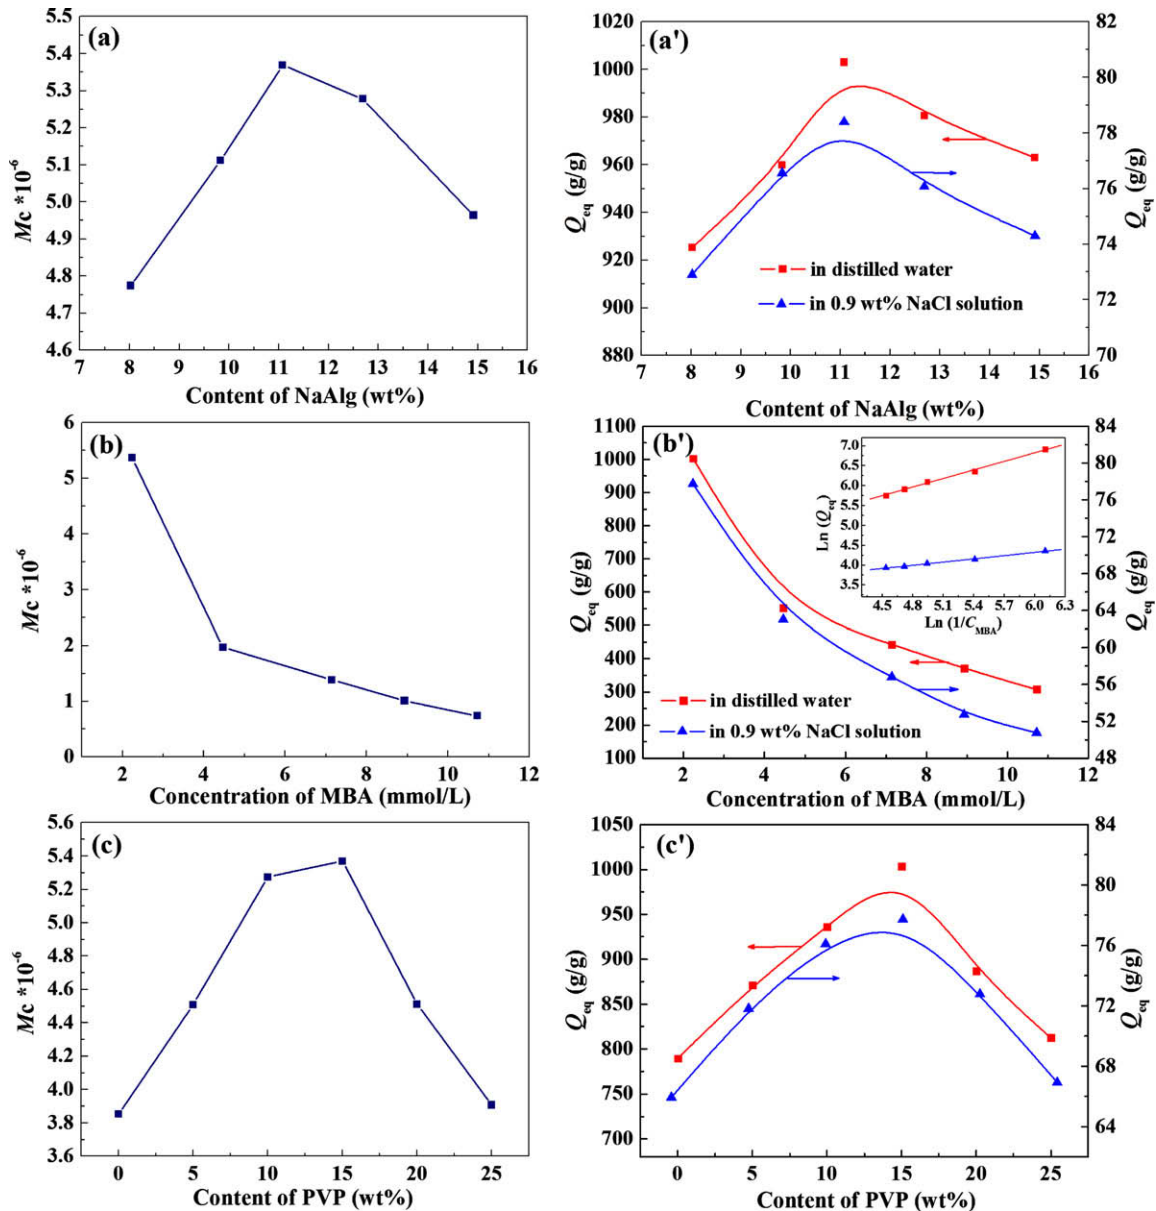 (a)
5.5
5.4
5.3
5.2
5.1
5.0
4.9
4.8
4.7
4.6
Mc *10-6
7 8 9 10 11 12 13 14 15 16
Content of NaAlg (wt%)
(a')
1020
1000
980
960
940
920
900
880
Qeq (g/g)
82
80
78
76
74
72
70
Qeq (g/g)
in distilled water
in 0.9 wt% NaCl solution
7 8 9 10 11 12 13 14 15 16
Content of NaAlg (wt%)
(b)
6
5
4
3
2
1
0
Mc *10-6
2 4 6 8 10 12
Concentration of MBA (mmol/L)
(b')
1100
1000
900
800
700
600
500
400
300
200
100
Qeq (g/g)
84
80
76
72
68
64
60
56
52
48
Qeq (g/g)
7.0
6.5
6.0
5.5
5.0
4.5
4.0
3.5
Ln (Qeq)
4.5 4.8 5.1 5.4 5.7 6.0 6.3
Ln (1/CMBA)
in distilled water
in 0.9 wt% NaCl solution
2 4 6 8 10 12
Concentration of MBA (mmol/L)
(c)
5.6
5.4
5.2
5.0
4.8
4.6
4.4
4.2
4.0
3.8
3.6
Mc *10-6
0 5 10 15 20 25
Content of PVP (wt%)
(c')
1050
1000
950
900
850
800
750
700
Qeq (g/g)
84
80
76
72
68
64
Qeq (g/g)
0 5 10 15 20 25
Content of PVP (wt%)